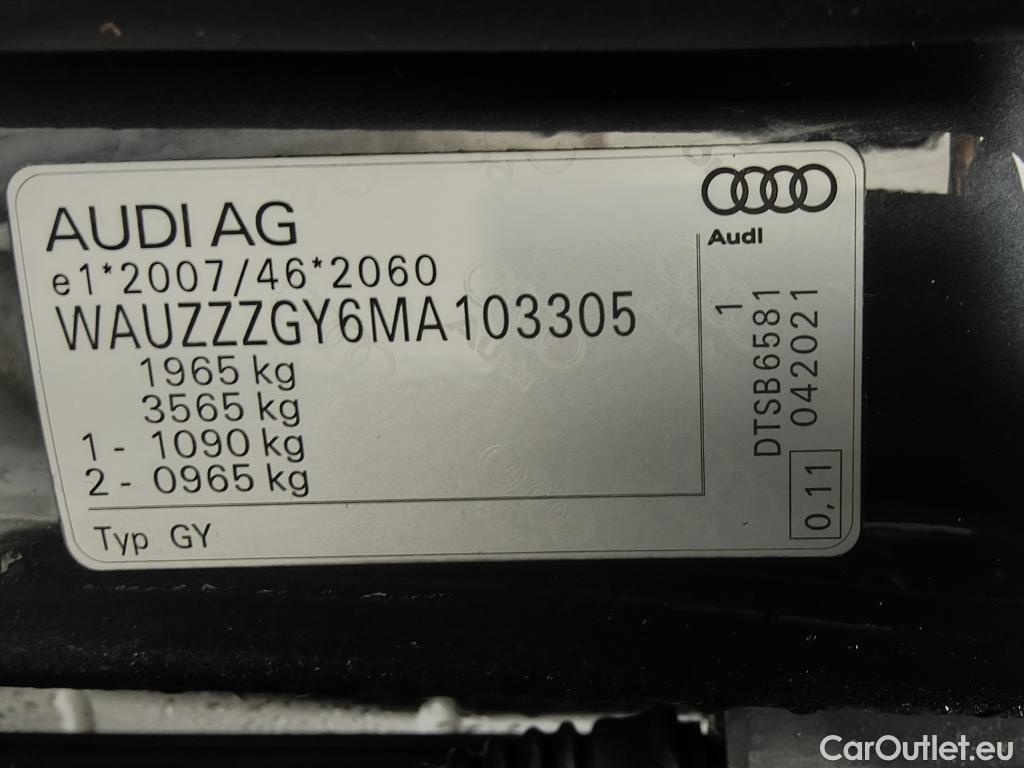 AUDI AG
e1*2007/46*2060
WAUZZZGY6MA103305
1965 kg
3565 kg
1 - 1090 kg
2 - 0965 kg
Typ GY
Audi
1
DTSB6581
042021
0,11
CarOutlet.eu